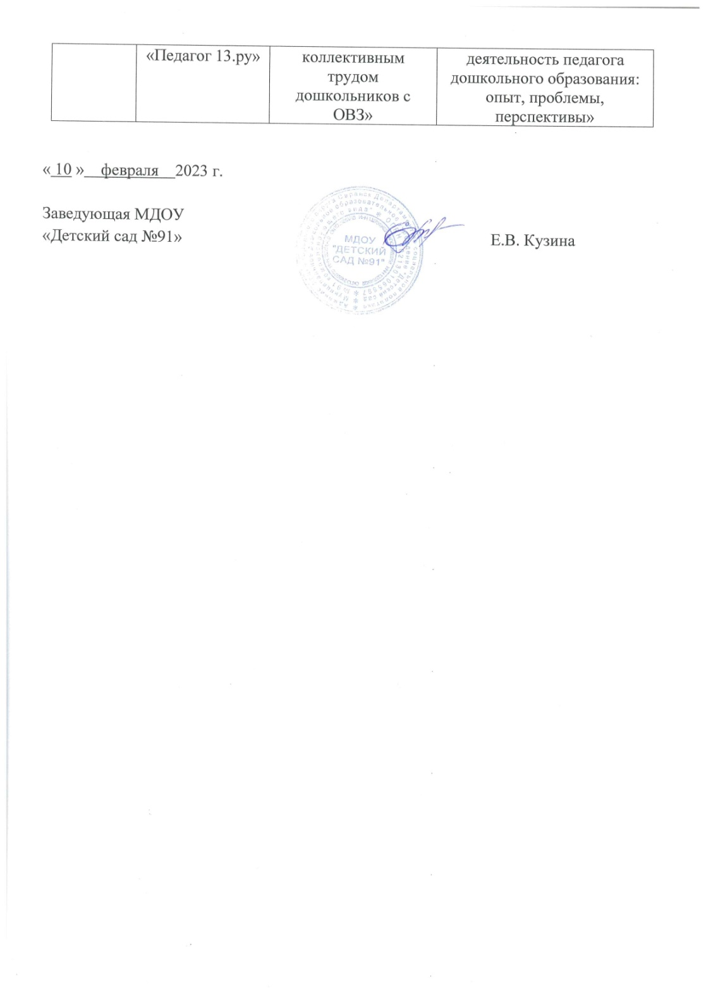 «Педагог 13.ру»
коллективным
трудом
дошкольников с
ОВЗ»
деятельность педагога
дошкольного образования:
опыт, проблемы,
перспективы»
« 10 » февраля 2023 г.
Заведующая МДОУ
«Детский сад №91»
МДОУ
"ДЕТСКИЙ
САД №91"
Е.В. Кузина